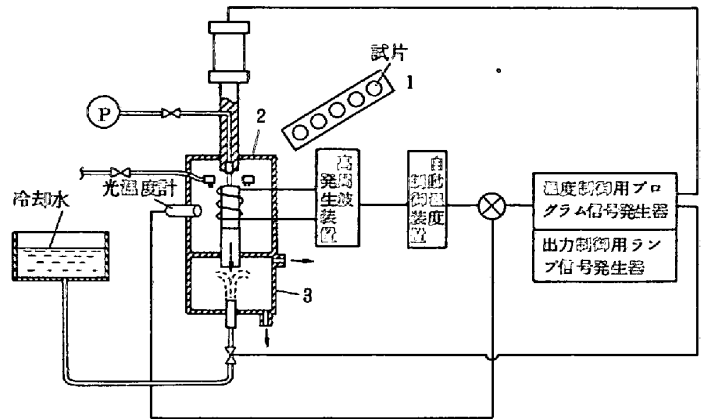 試片
1
P
2
光温度計
冷却水
高周波
発生装置
自動温度
制御装置
温度制御用プロ
グラム信号発生器
出力制御用ラン
プ信号発生器
3